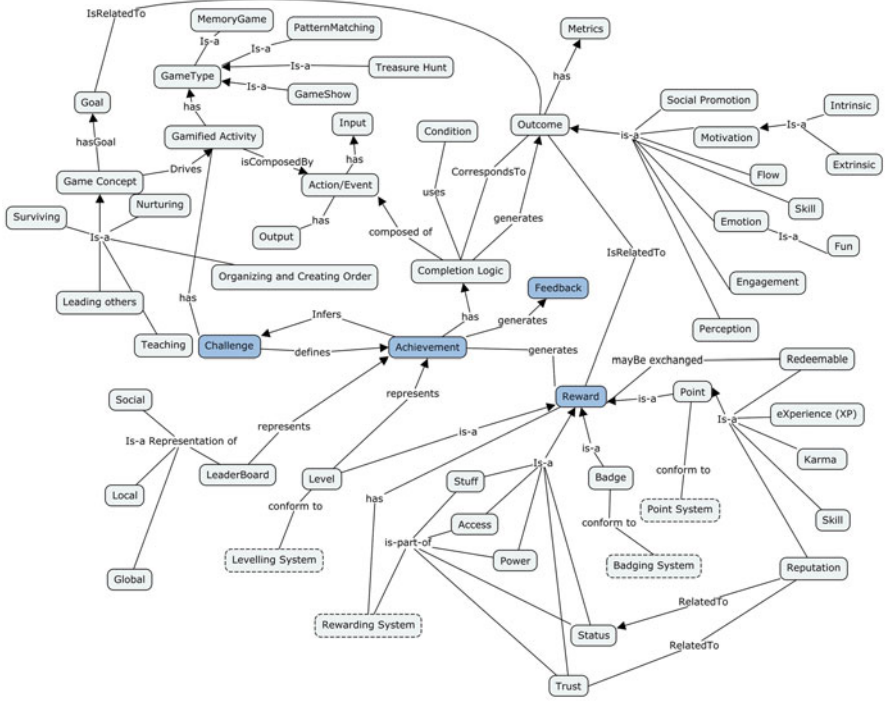 IsRelatedTo
MemoryGame
PatternMatching
Is-a
Is-a
Metrics
Is-a
Treasure Hunt
GameType
has
Is-a
GameShow
Goal
has
Social Promotion
Intrinsic
Input
Condition
Outcome
is-a
Motivation
Is-a
Gamified Activity
hasGoal
isComposedBy
has
Extrinsic
Drives
CorrespondsTo
Flow
Game Concept
Action/Event
uses
Nurturing
Skill
Surviving
has
generates
Emotion
Is-a
Output
composed of
Is-a
Fun
IsRelatedTo
Organizing and Creating Order
Completion Logic
Engagement
Feedback
Leading others
has
Infers
has
generates
Perception
Teaching
Challenge
defines
Achievement
generates
mayBe exchanged
Redeemable
represents
Reward
is-a
Point
Social
eXperience (XP)
Is-a
represents
is-a
Is-a Representation of
is-a
Karma
Is-a
conform to
LeaderBoard
Level
Stuff
Badge
Local
has
conform to
Point System
Access
Skill
conform to
is-part-of
Levelling System
Power
Badging System
Reputation
Global
RelatedTo
Rewarding System
Status
RelatedTo
Trust